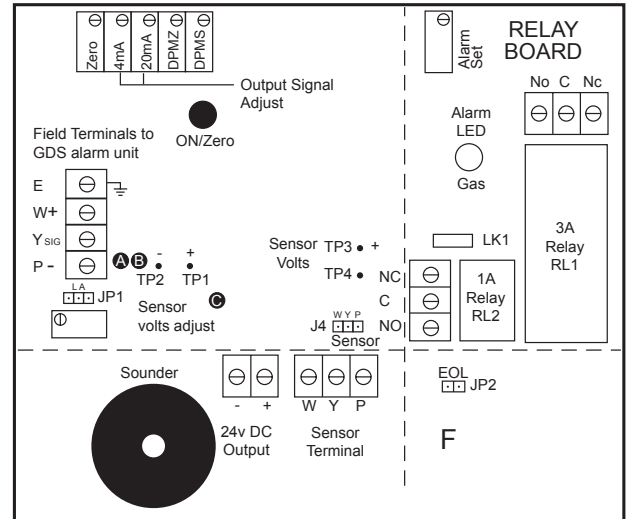 Zero
4mA
20mA
DPMZ
DPMS
Output Signal
Adjust
ON/Zero
Field Terminals to
GDS alarm unit
E
W+
Y SIG
P -
A B
- +
TP2 TP1
C
L A
JP1
Sensor
volts adjust
Sensor
Volts
TP3 +
TP4
W Y P
J4
Sensor
Alarm
Set
RELAY
BOARD
No C Nc
Alarm
LED
Gas
LK1
3A
Relay
RL1
NC
C
NO
1A
Relay
RL2
Sounder
- +
24v DC
Output
W Y P
Sensor
Terminal
EOL
JP2
F